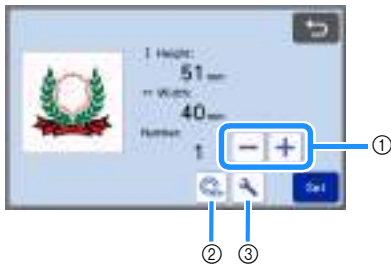 Height:
51 mm
Width:
40 mm
Number:
1
Set
①
②
③